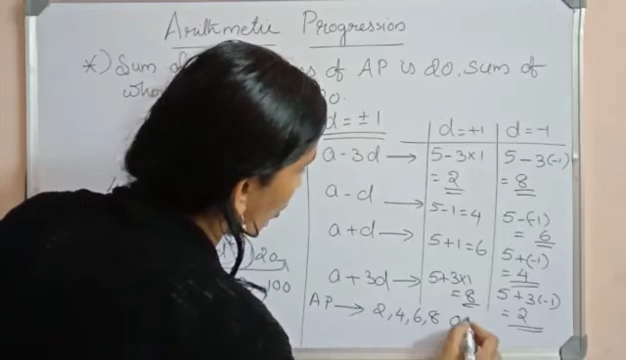 Arithmetic Progression
*) Sum of AP is 20. Sum of
d = ±1
d=+1 d=-1
a-3d → 5-3×1 5-3(-1)
=2 =8
a-d → 5-1=4 5-(-1)
=6
a+d → 5+1=6 5+(-1)
=4
a+3d → 5+3×1 5+3(-1)
=8 =2
AP → 2,4,6,8
20
100